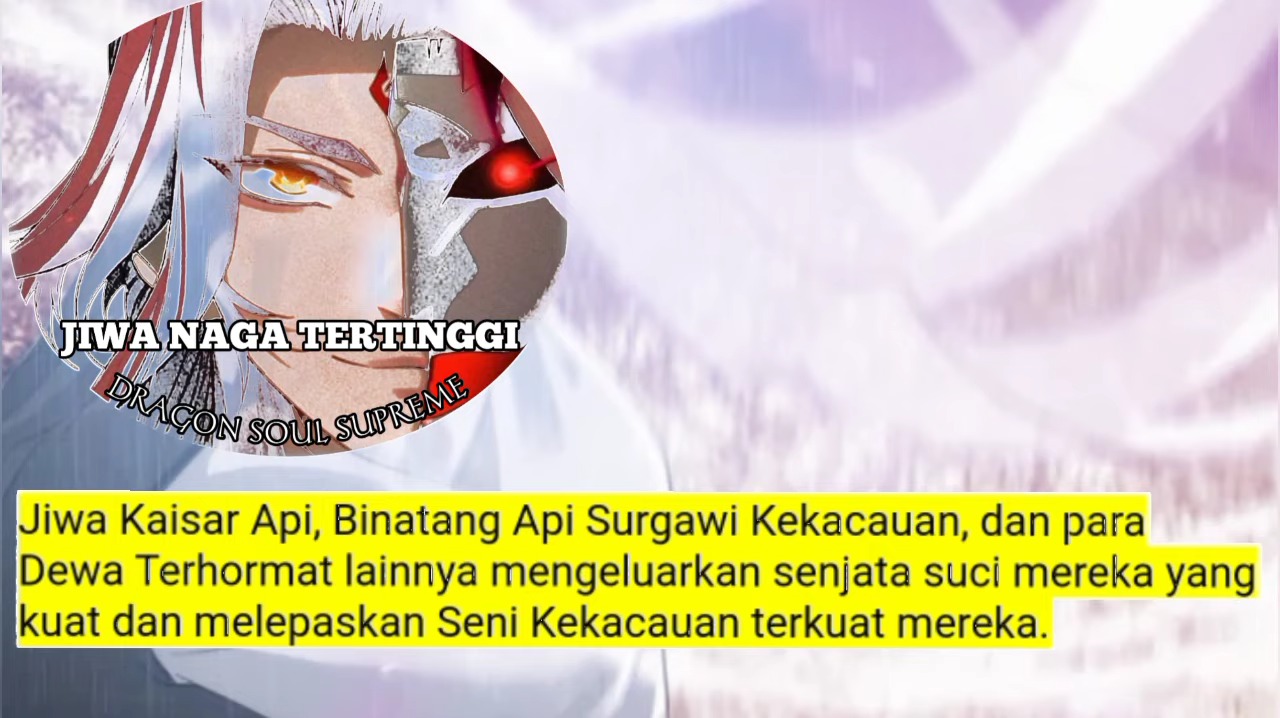 JIWA NAGA TERTINGGI
DRAGON SOUL SUPREME
Jiwa Kaisar Api, Binatang Api Surgawi Kekacauan, dan para
Dewa Terhormat lainnya mengeluarkan senjata suci mereka yang
kuat dan melepaskan Seni Kekacauan terkuat mereka.